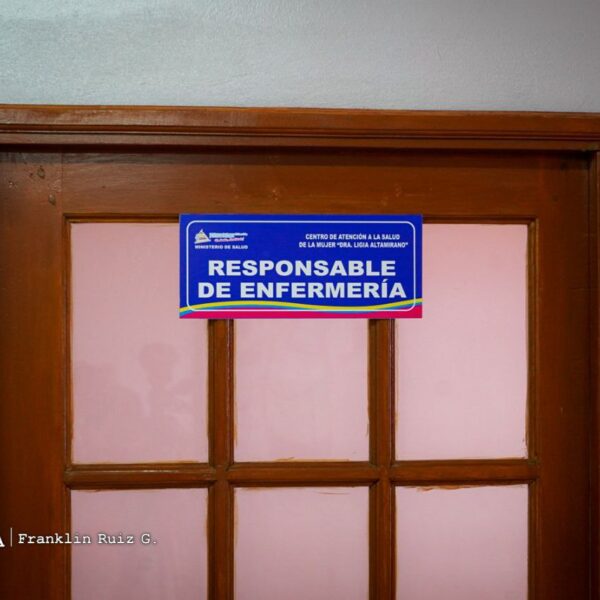 MINISTERIO DE SALUD
CENTRO DE ATENCIÓN A LA SALUD
DE LA MUJER "DRA. LIGIA ALTAMIRANO"
RESPONSABLE
DE ENFERMERÍA
Franklin Ruiz G.